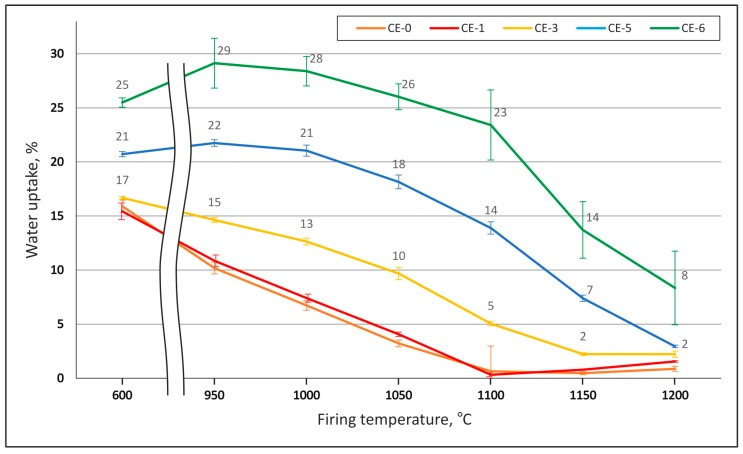 CE-0 CE-1 CE-3 CE-5 CE-6
Water uptake, %
30
25
20
15
10
5
0
25 29 28 26 23 14 8
21 22 21 18 14 7 2
17 15 13 10 5 2
600 950 1000 1050 1100 1150 1200
Firing temperature, °C